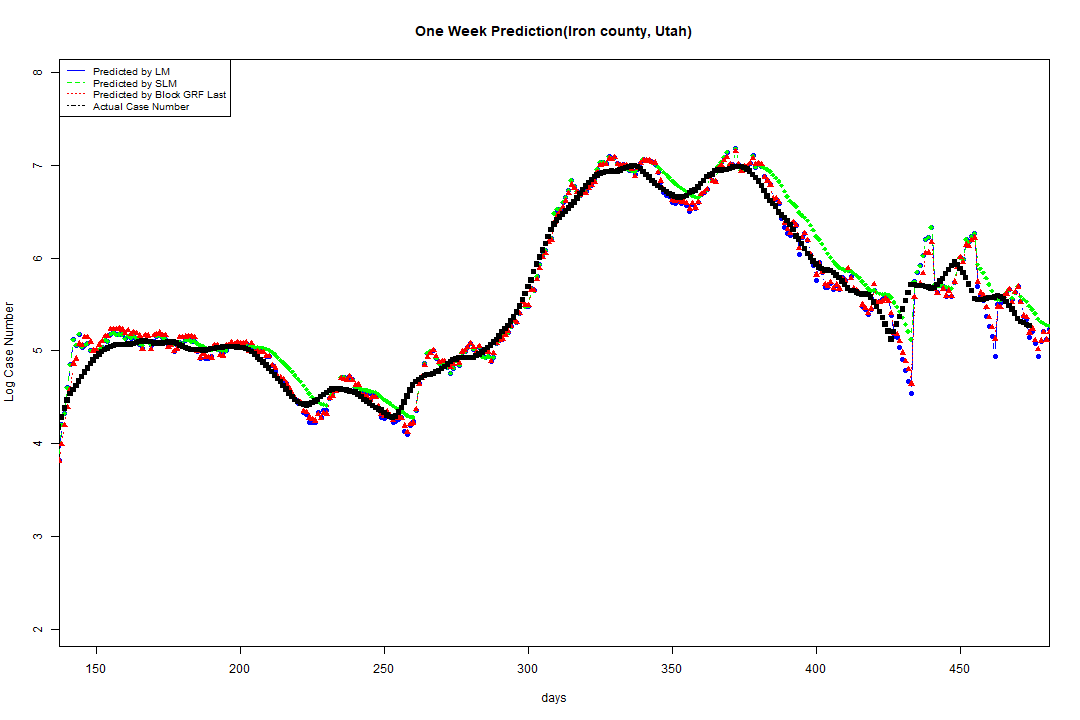 One Week Prediction(Iron county, Utah)
Predicted by LM
Predicted by SLM
Predicted by Block GRF Last
Actual Case Number
8
7
6
5
4
3
2
Log Case Number
150 200 250 300 350 400 450
days